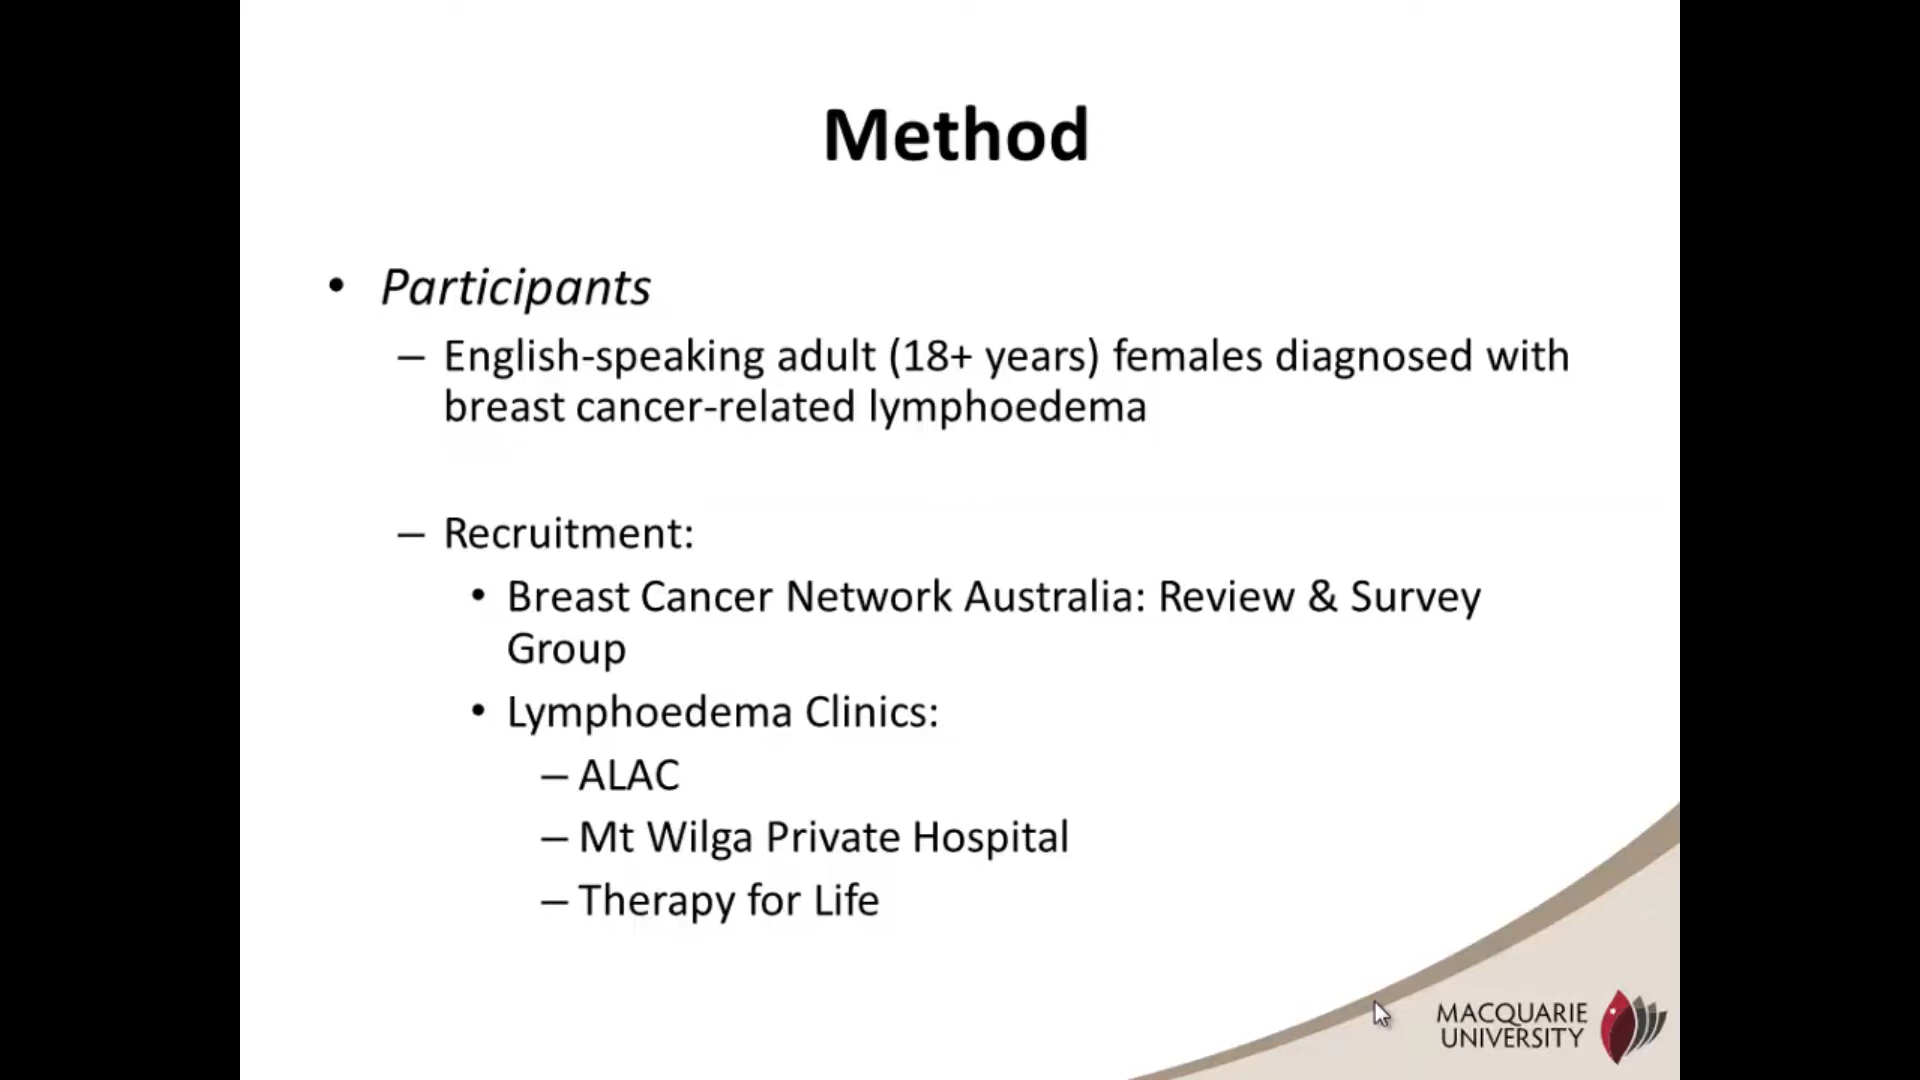 Method
• Participants
– English-speaking adult (18+ years) females diagnosed with
breast cancer-related lymphoedema
– Recruitment:
• Breast Cancer Network Australia: Review & Survey
Group
• Lymphoedema Clinics:
– ALAC
– Mt Wilga Private Hospital
– Therapy for Life
MACQUARIE
UNIVERSITY